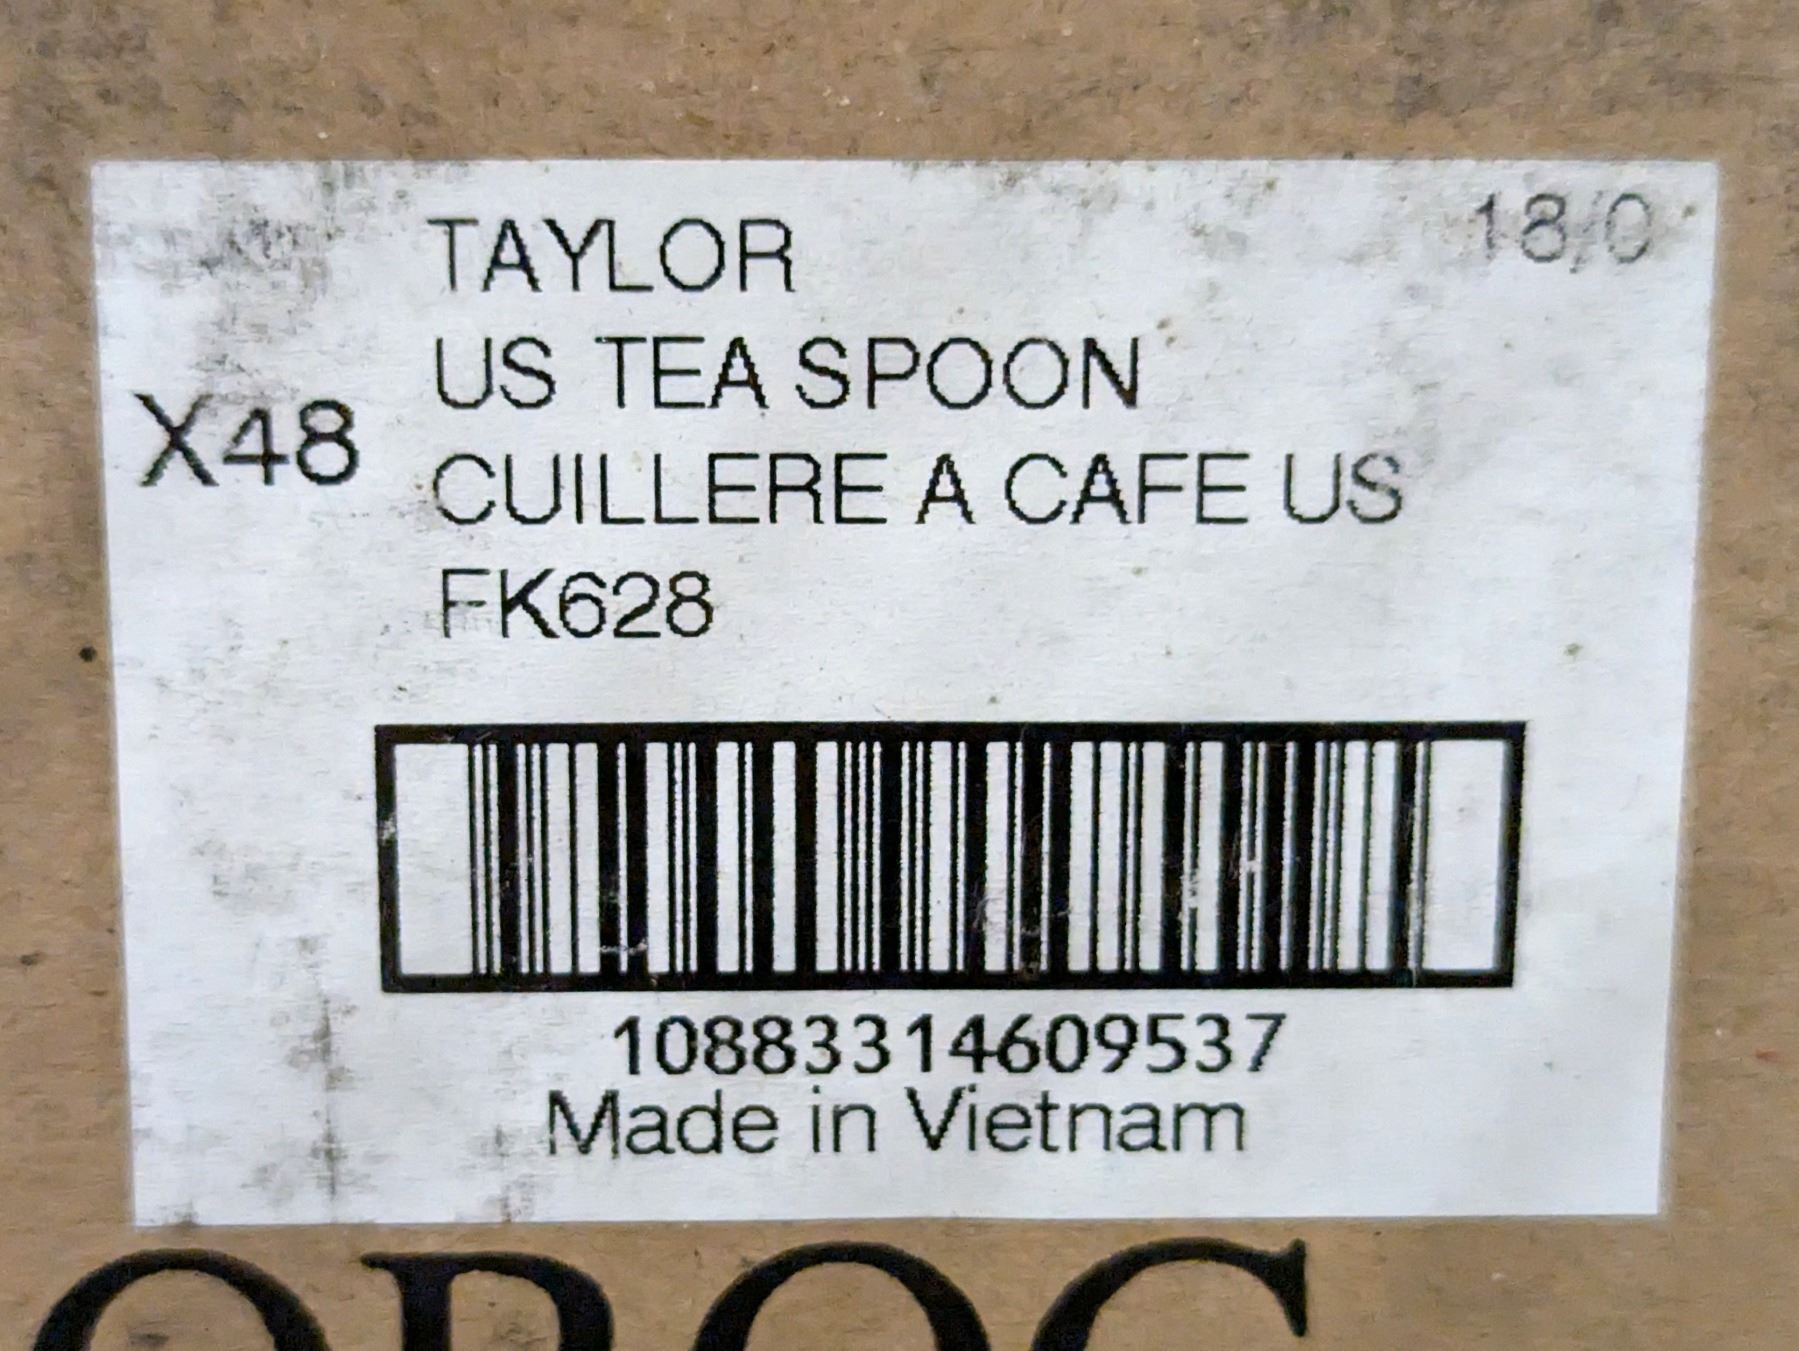 TAYLOR
18/0
US TEA SPOON
X48
CUILLERE A CAFE US
FK628
10883314609537
Made in Vietnam